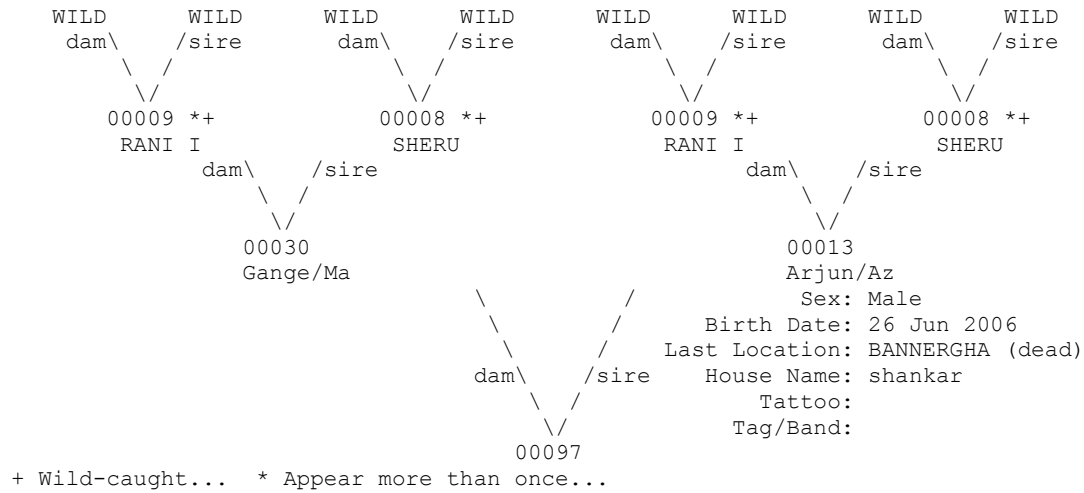 WILD WILD WILD WILD WILD WILD WILD WILD
dam\ /sire dam\ /sire dam\ /sire dam\ /sire
\ / \ / \ / \ /
\/ \/ \/ \/
00009 *+ 00008 *+ 00009 *+ 00008 *+
RANI I SHERU RANI I SHERU
dam\ /sire dam\ /sire
\ / \ /
\/ \/
00030 00013
Gange/Ma Arjun/Az
\ / Sex: Male
\ / Birth Date: 26 Jun 2006
\ / Last Location: BANNERGHA (dead)
dam\ /sire House Name: shankar
\ / Tattoo:
\/ Tag/Band:
00097
+ Wild-caught... * Appear more than once...